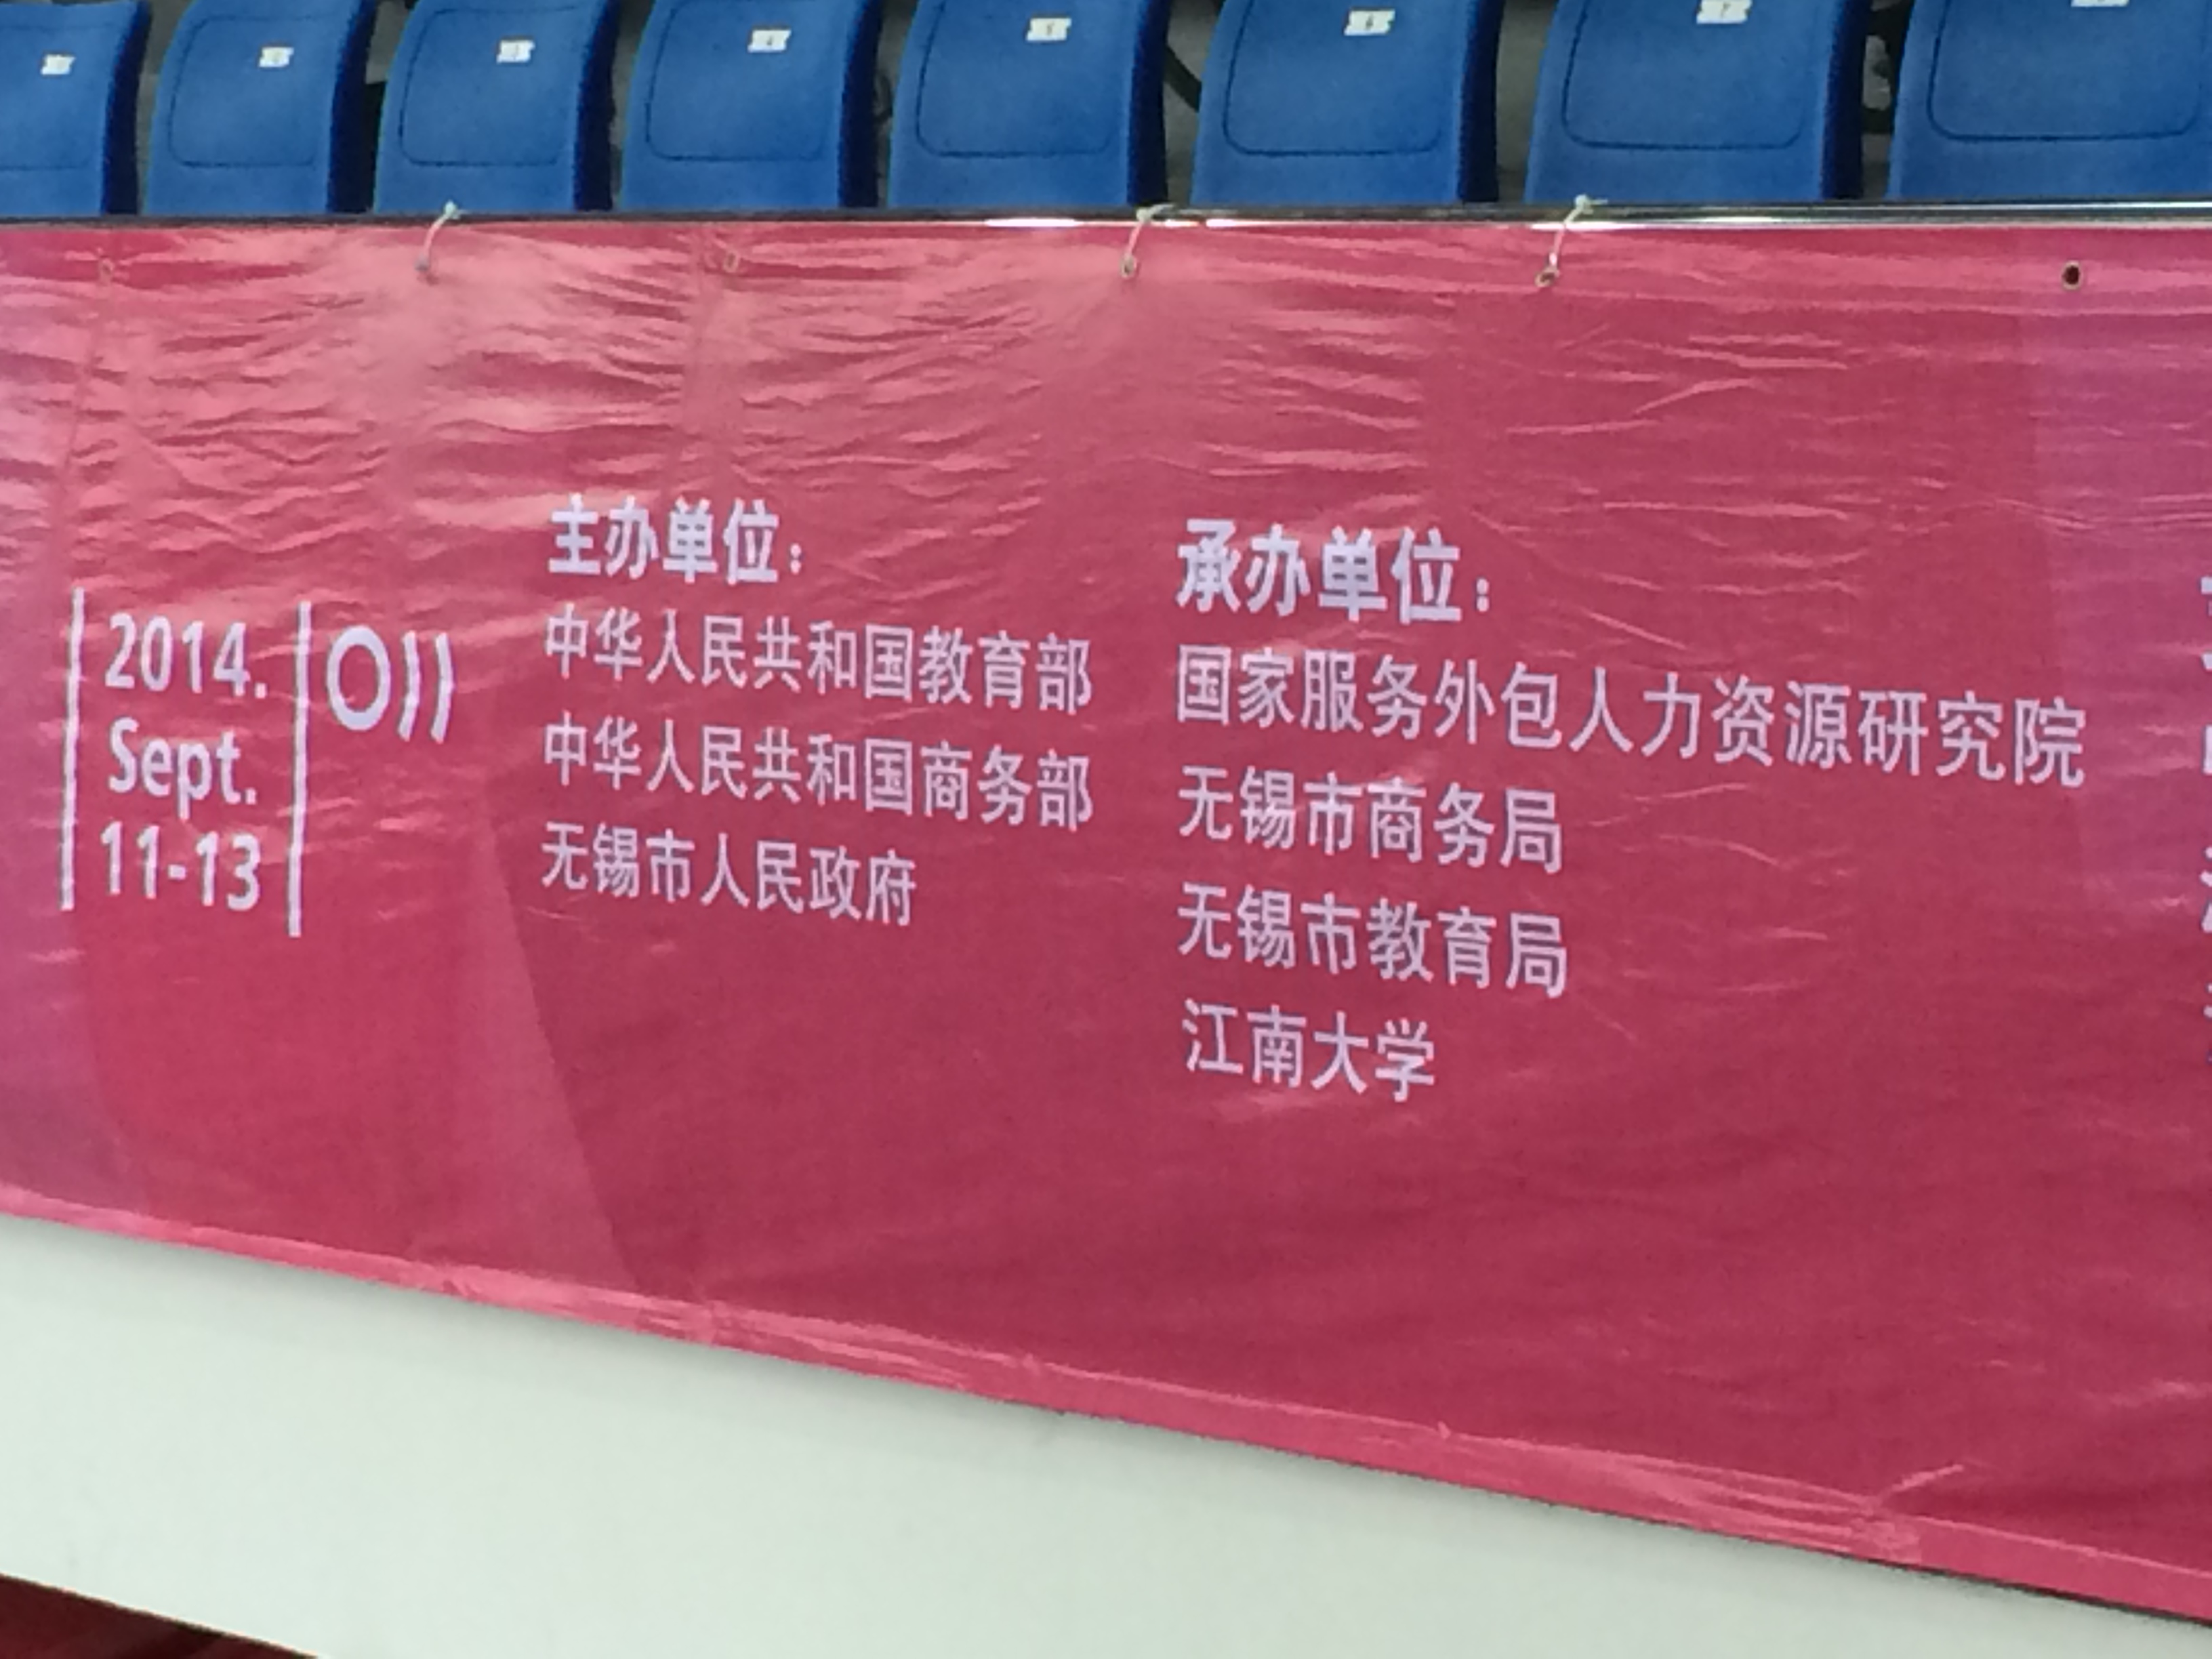 2014.
Sept.
11-13
主办单位：
中华人民共和国教育部
中华人民共和国商务部
无锡市人民政府
承办单位：
国家服务外包人力资源研究院
无锡市商务局
无锡市教育局
江南大学